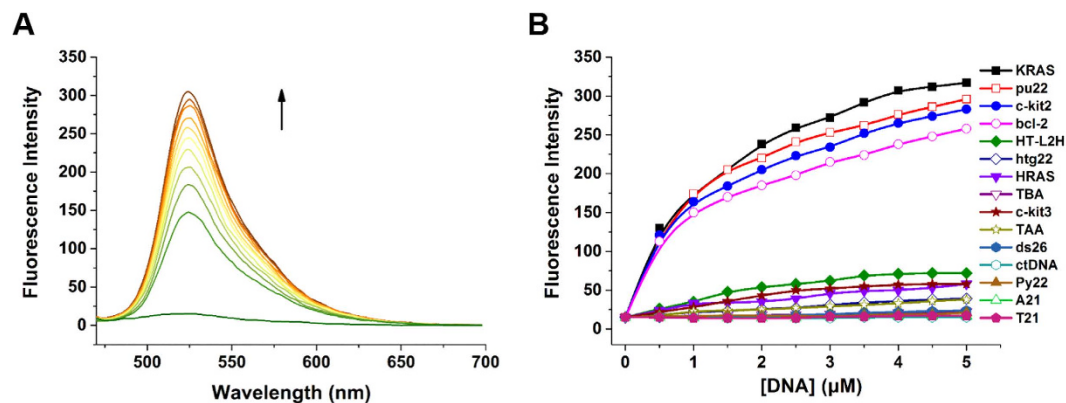 A
350
300
250
200
150
100
50
0
Fluorescence Intensity
500 550 600 650 700
Wavelength (nm)
B
350
300
250
200
150
100
50
0
Fluorescence Intensity
0 1 2 3 4 5
[DNA] (μM)
KRAS
pu22
c-kit2
bcl-2
HT-L2H
htg22
HRAS
TBA
c-kit3
TAA
ds26
ctDNA
Py22
A21
T21